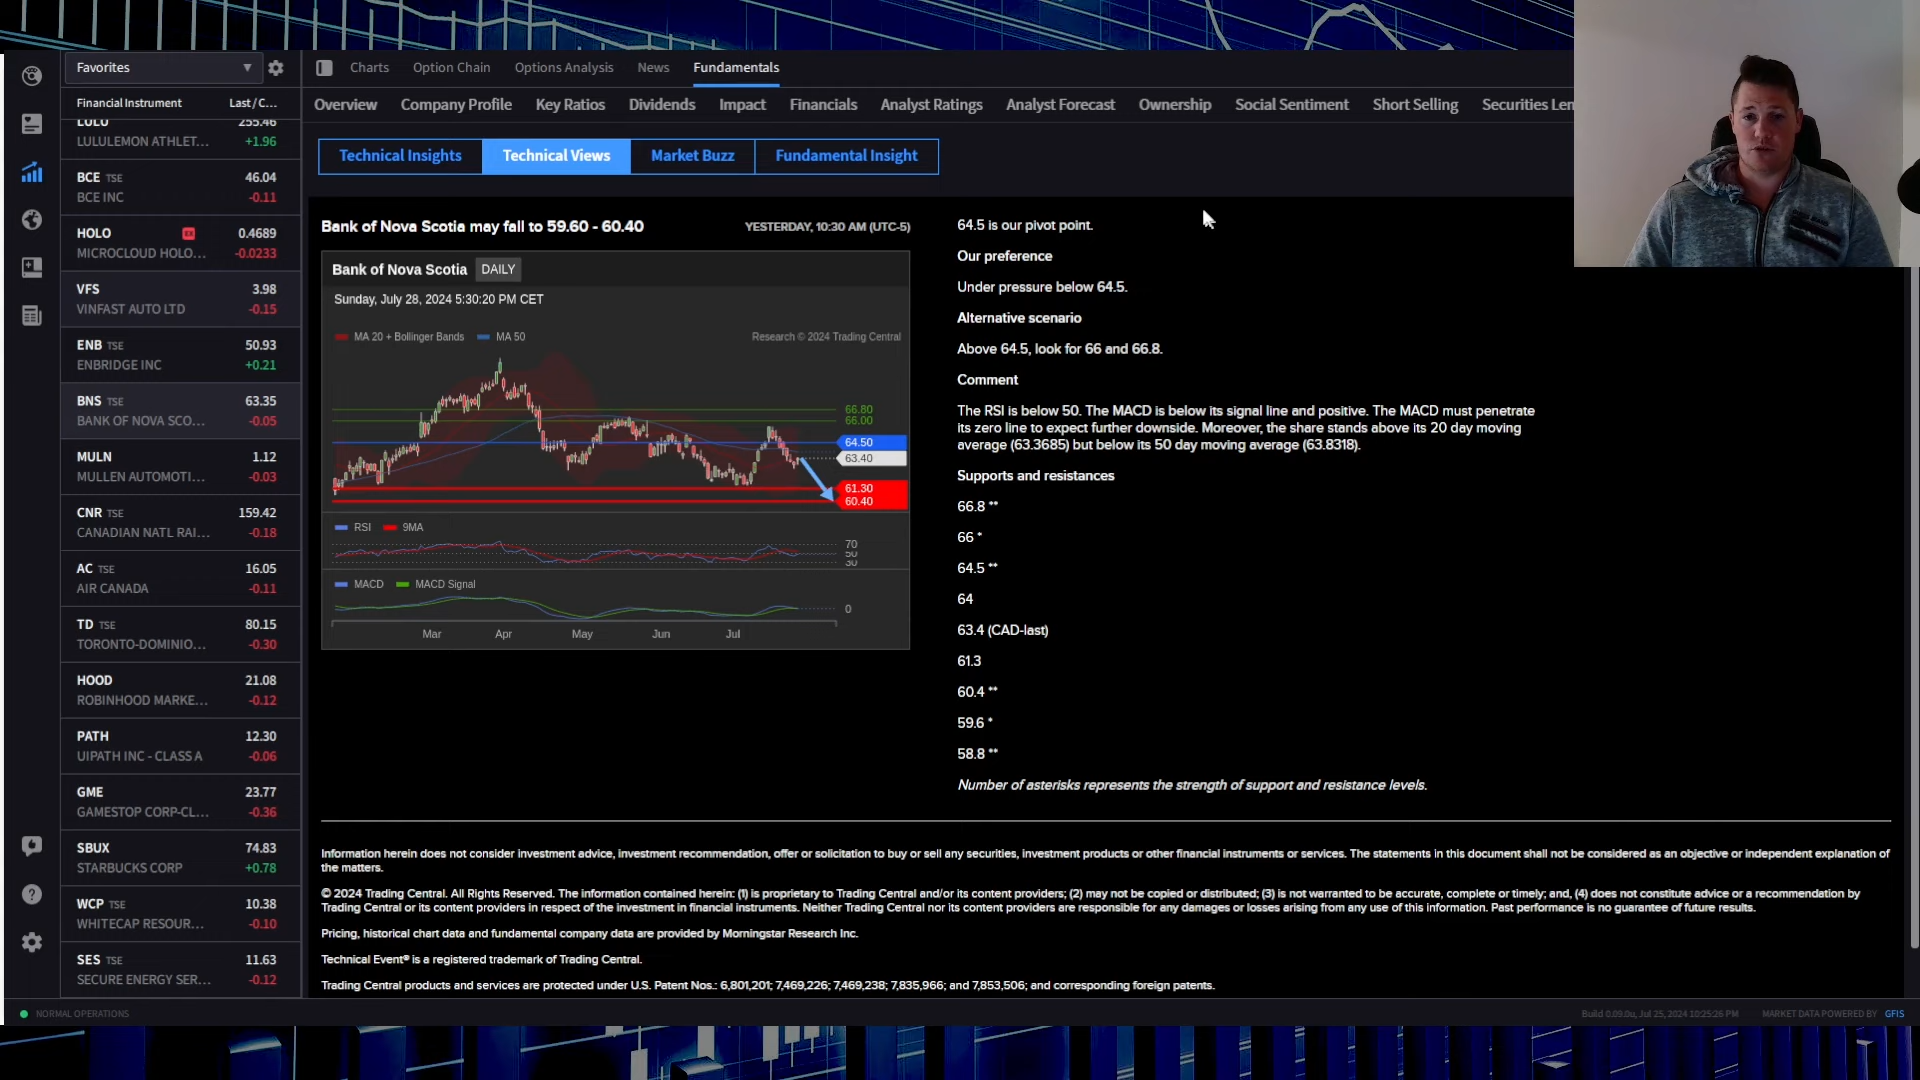 Favorites
Charts
Option Chain
Options Analysis
News
Fundamentals
Financial Instrument
Last / C...
Overview
Company Profile
Key Ratios
Dividends
Impact
Financials
Analyst Ratings
Analyst Forecast
Ownership
Social Sentiment
Short Selling
Securities Len
LULU 255.46
LULULEMON ATHLET... +1.96
BCE TSE 46.04
BCE INC -0.11
HOLO 0.4689
MICROCLOUD HOLO... -0.0233
VFS 3.98
VINFAST AUTO LTD -0.15
ENB TSE 50.93
ENBRIDGE INC +0.21
BNS TSE 63.35
BANK OF NOVA SCO... -0.05
MULN 1.12
MULLEN AUTOMOTI... -0.03
CNR TSE 159.42
CANADIAN NATL RAI... -0.18
AC TSE 16.05
AIR CANADA -0.11
TD TSE 80.15
TORONTO-DOMINIO... -0.30
HOOD 21.08
ROBINHOOD MARKE... -0.12
PATH 12.30
UIPATH INC - CLASS A -0.06
GME 23.77
GAMESTOP CORP-CL... -0.36
SBUX 74.83
STARBUCKS CORP +0.78
WCP TSE 10.38
WHITECAP RESOUR... -0.10
SES TSE 11.63
SECURE ENERGY SER... -0.12
Technical Insights
Technical Views
Market Buzz
Fundamental Insight
Bank of Nova Scotia may fall to 59.60 - 60.40
YESTERDAY, 10:30 AM (UTC-5)
Bank of Nova Scotia DAILY
Sunday, July 28, 2024 5:30:20 PM CET
MA 20 + Bollinger Bands MA 50
Research © 2024 Trading Central
66.80
66.00
64.50
63.40
61.30
60.40
RSI 9MA
70
50
30
MACD MACD Signal
0
Mar Apr May Jun Jul
64.5 is our pivot point.
Our preference
Under pressure below 64.5.
Alternative scenario
Above 64.5, look for 66 and 66.8.
Comment
The RSI is below 50. The MACD is below its signal line and positive. The MACD must penetrate
its zero line to expect further downside. Moreover, the share stands above its 20 day moving
average (63.3685) but below its 50 day moving average (63.8318).
Supports and resistances
66.8 **
66 *
64.5 **
64
63.4 (CAD-last)
61.3
60.4 **
59.6 *
58.8 **
Number of asterisks represents the strength of support and resistance levels.
Information herein does not consider investment advice, investment recommendation, offer or solicitation to buy or sell any securities, investment products or other financial instruments or services. The statements in this document shall not be considered as an objective or independent explanation of
the matters.
© 2024 Trading Central. All Rights Reserved. The information contained herein: (1) is proprietary to Trading Central and/or its content providers; (2) may not be copied or distributed; (3) is not warranted to be accurate, complete or timely; and, (4) does not constitute advice or a recommendation by
Trading Central or its content providers in respect of the investment in financial instruments. Neither Trading Central nor its content providers are responsible for any damages or losses arising from any use of this information. Past performance is no guarantee of future results.
Pricing, historical chart data and fundamental company data are provided by Morningstar Research Inc.
Technical Event® is a registered trademark of Trading Central.
Trading Central products and services are protected under U.S. Patent Nos.: 6,801,201; 7,469,226; 7,469,238; 7,835,966; and 7,853,506; and corresponding foreign patents.
NORMAL OPERATIONS
Build 0.09.0u, Jul 25, 2024 10:25:26 PM
MARKET DATA POWERED BY GFIS